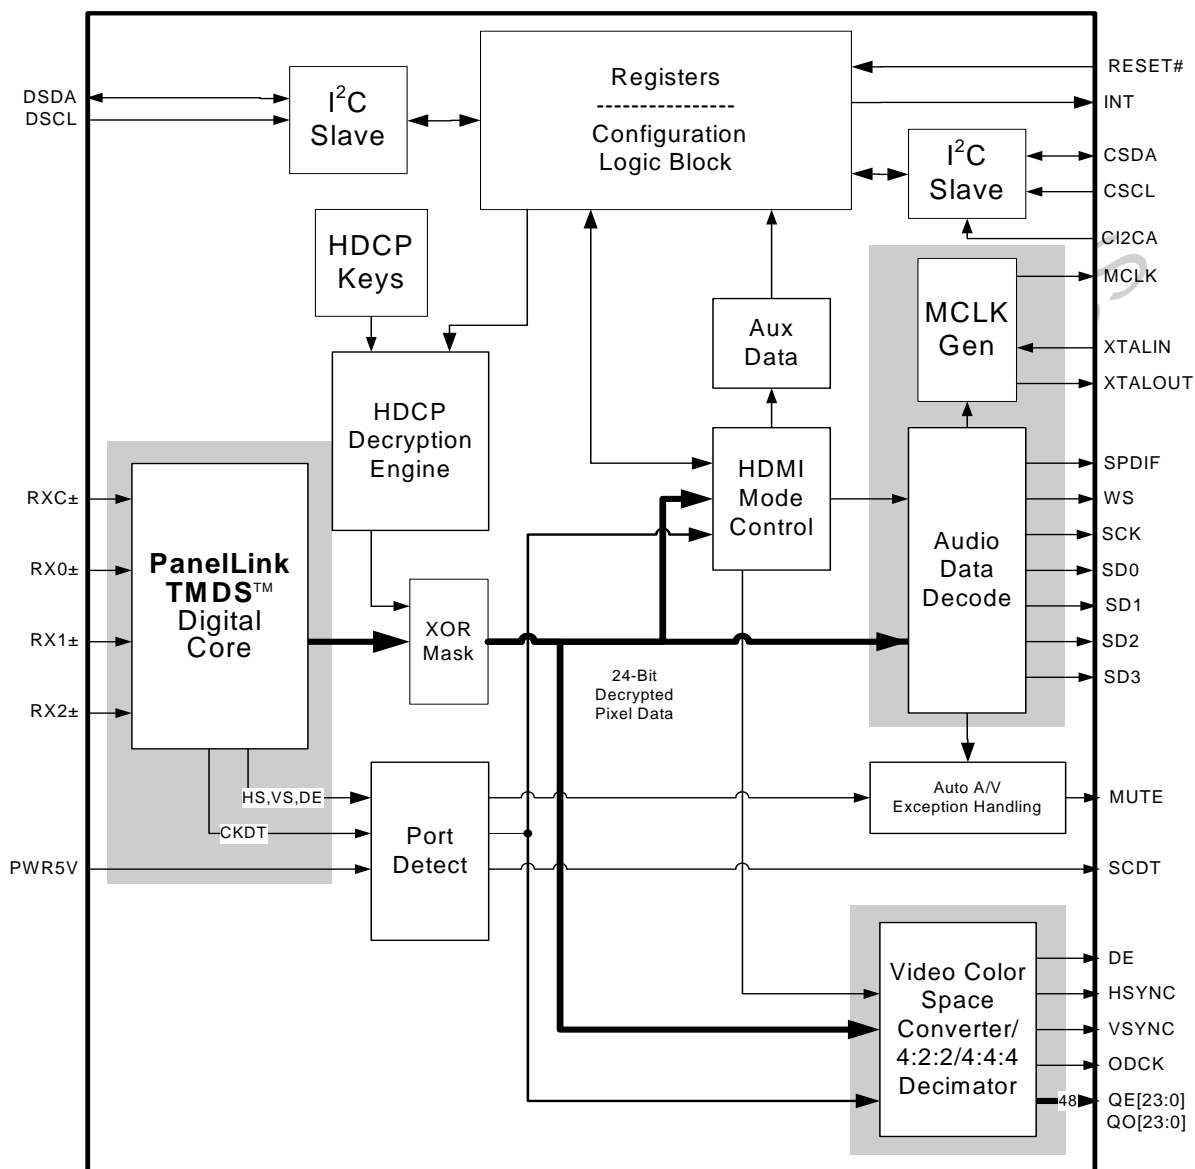 DSDA
DSCL
I²C
Slave
Registers
----------------
Configuration
Logic Block
RESET#
INT
I²C
Slave
CSDA
CSCL
CI2CA
HDCP
Keys
Aux
Data
MCLK
Gen
MCLK
XTALIN
XTALOUT
HDCP
Decryption
Engine
HDMI
Mode
Control
Audio
Data
Decode
SPDIF
WS
SCK
SD0
SD1
SD2
SD3
RXC±
RX0±
RX1±
RX2±
PanelLink
TMDS™
Digital
Core
XOR
Mask
24-Bit
Decrypted
Pixel Data
HS,VS,DE
CKDT
PWR5V
Port
Detect
Auto A/V
Exception Handling
MUTE
SCDT
Video Color
Space
Converter/
4:2:2/4:4:4
Decimator
DE
HSYNC
VSYNC
ODCK
48
QE[23:0]
QO[23:0]